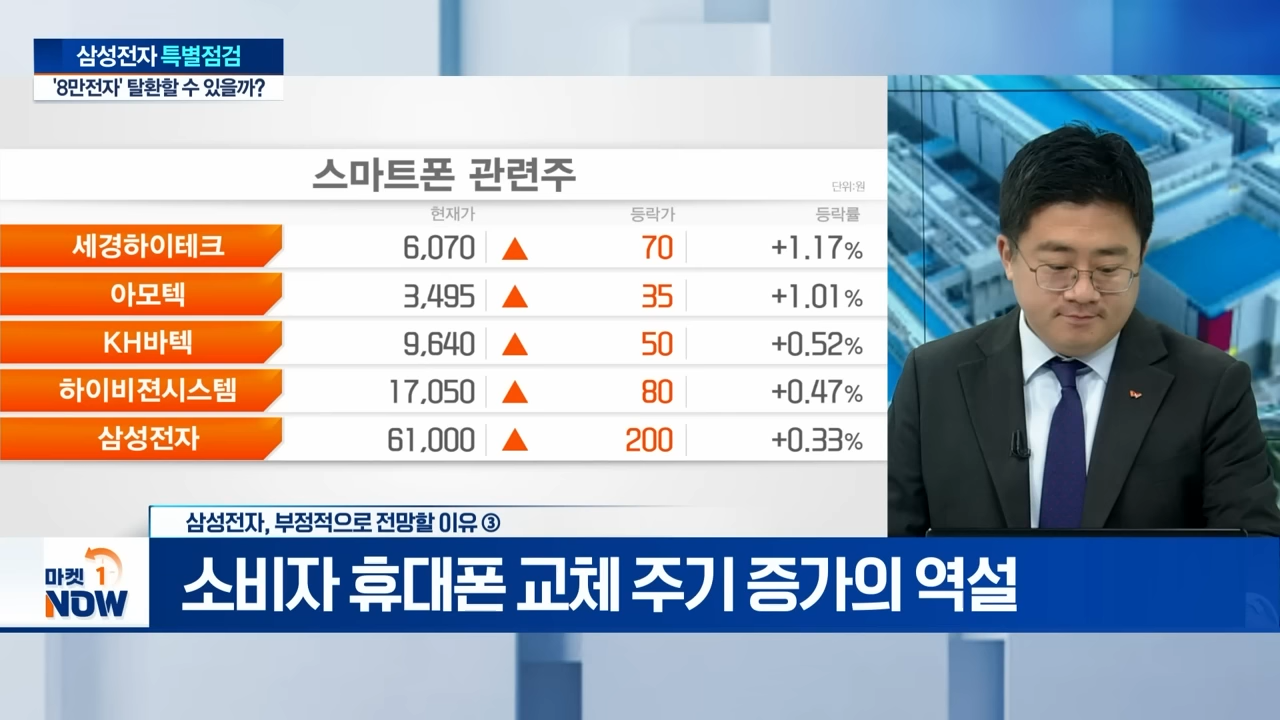 삼성전자 특별점검
'8만전자' 탈환할 수 있을까?
스마트폰 관련주
단위:원
현재가 등락가 등락률
세경하이테크 6,070 ▲ 70 +1.17%
아모텍 3,495 ▲ 35 +1.01%
KH바텍 9,640 ▲ 50 +0.52%
하이비젼시스템 17,050 ▲ 80 +0.47%
삼성전자 61,000 ▲ 200 +0.33%
삼성전자, 부정적으로 전망할 이유 ③
마켓 1
NOW
소비자 휴대폰 교체 주기 증가의 역설